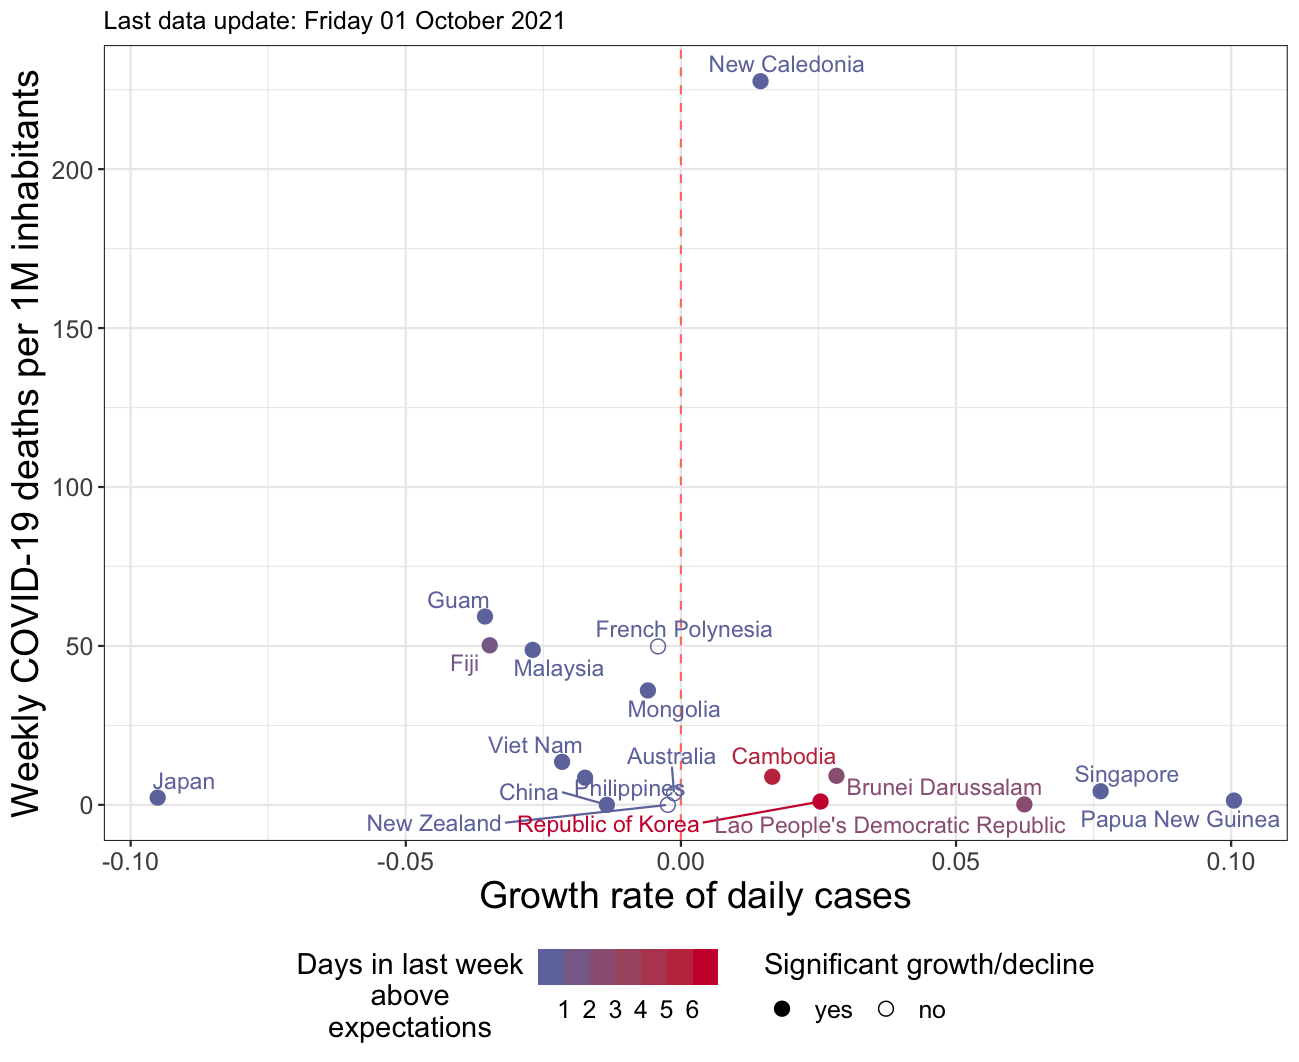 Last data update: Friday 01 October 2021
Weekly COVID-19 deaths per 1M inhabitants
200
150
100
50
0
New Caledonia
Guam
French Polynesia
Fiji
Malaysia
Mongolia
Viet Nam
Australia
Cambodia
Japan
Philippines
China
Brunei Darussalam
Singapore
New Zealand
Republic of Korea
Lao People's Democratic Republic
Papua New Guinea
-0.10
-0.05
0.00
0.05
0.10
Growth rate of daily cases
Days in last week
above
expectations
1 2 3 4 5 6
Significant growth/decline
yes
no